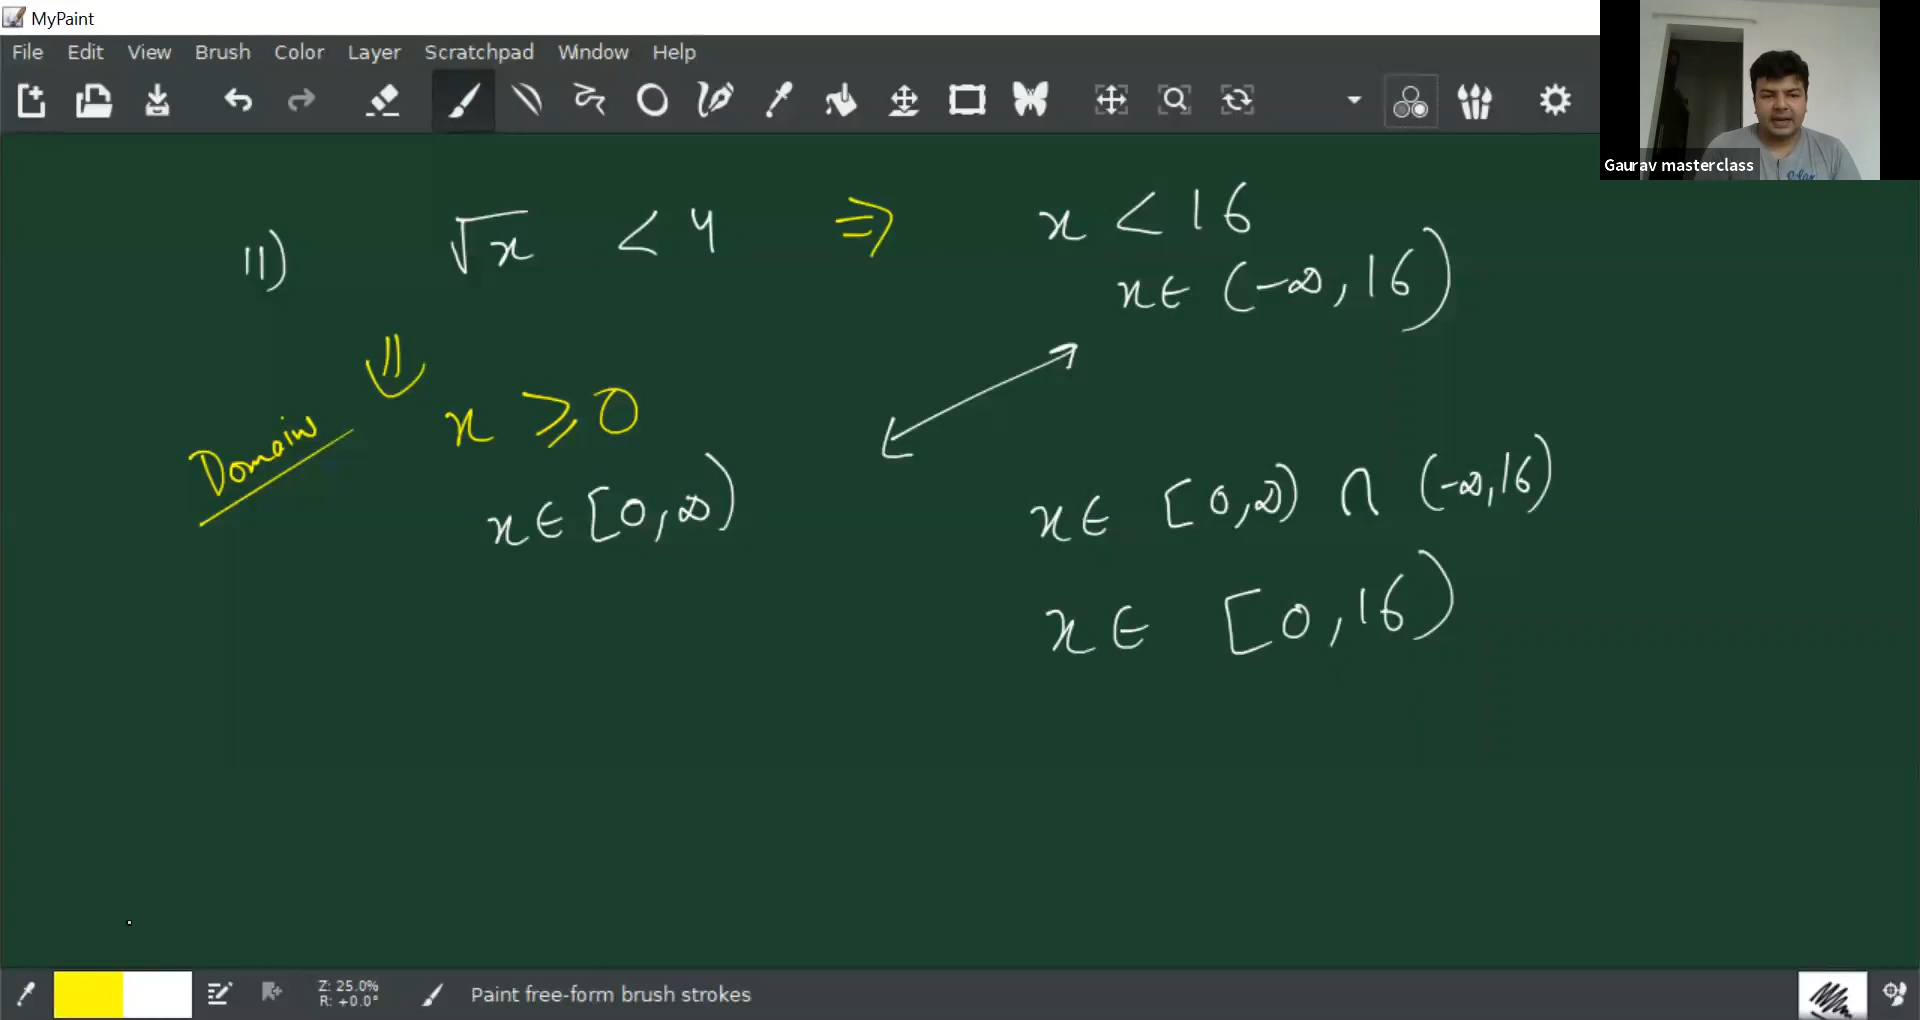 MyPaint
File Edit View Brush Color Layer Scratchpad Window Help
Gaurav masterclass
11) √x < 4 ⇒ x < 16
x ∈ (-∞, 16)
⇓
Domain x ≥ 0
x ∈ [0, ∞)
x ∈ [0, ∞) ∩ (-∞, 16)
x ∈ [0, 16)
Z: 25.0%
R: +0.0°
Paint free-form brush strokes